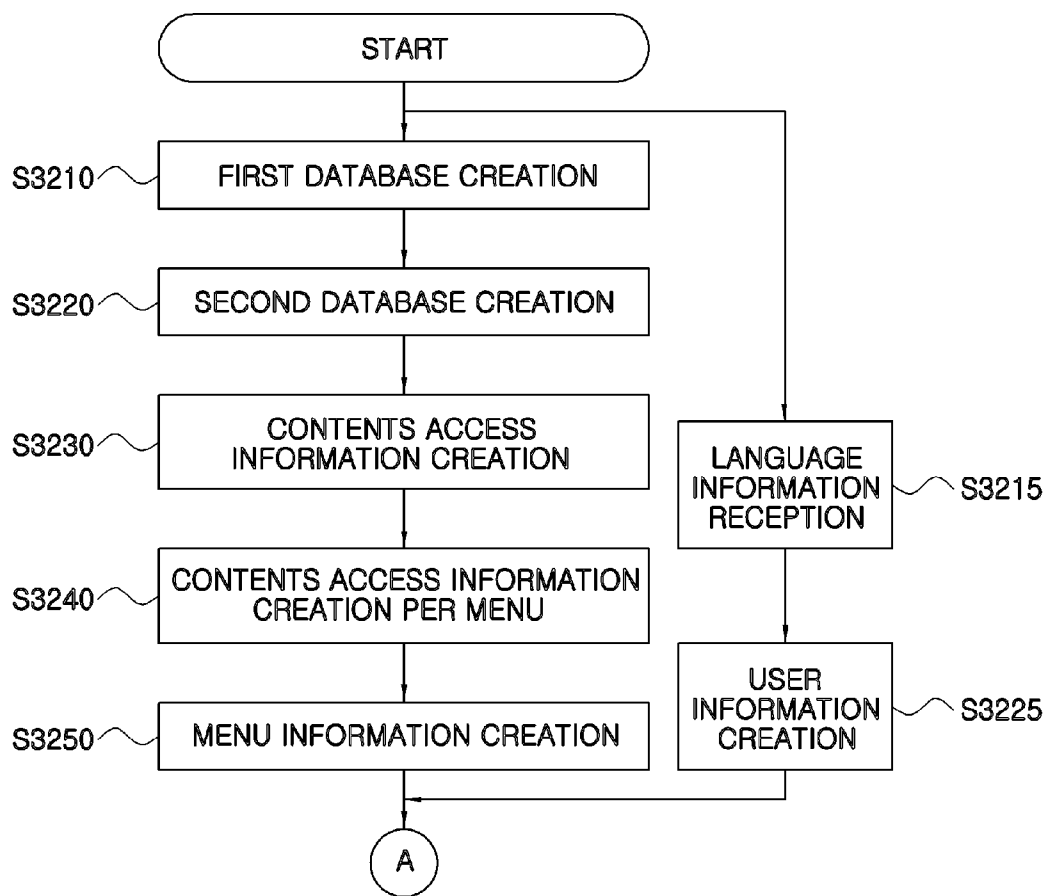 START
S3210
FIRST DATABASE CREATION
S3220
SECOND DATABASE CREATION
S3230
CONTENTS ACCESS
INFORMATION CREATION
LANGUAGE
INFORMATION
RECEPTION
S3215
S3240
CONTENTS ACCESS INFORMATION
CREATION PER MENU
S3250
MENU INFORMATION CREATION
USER
INFORMATION
CREATION
S3225
A